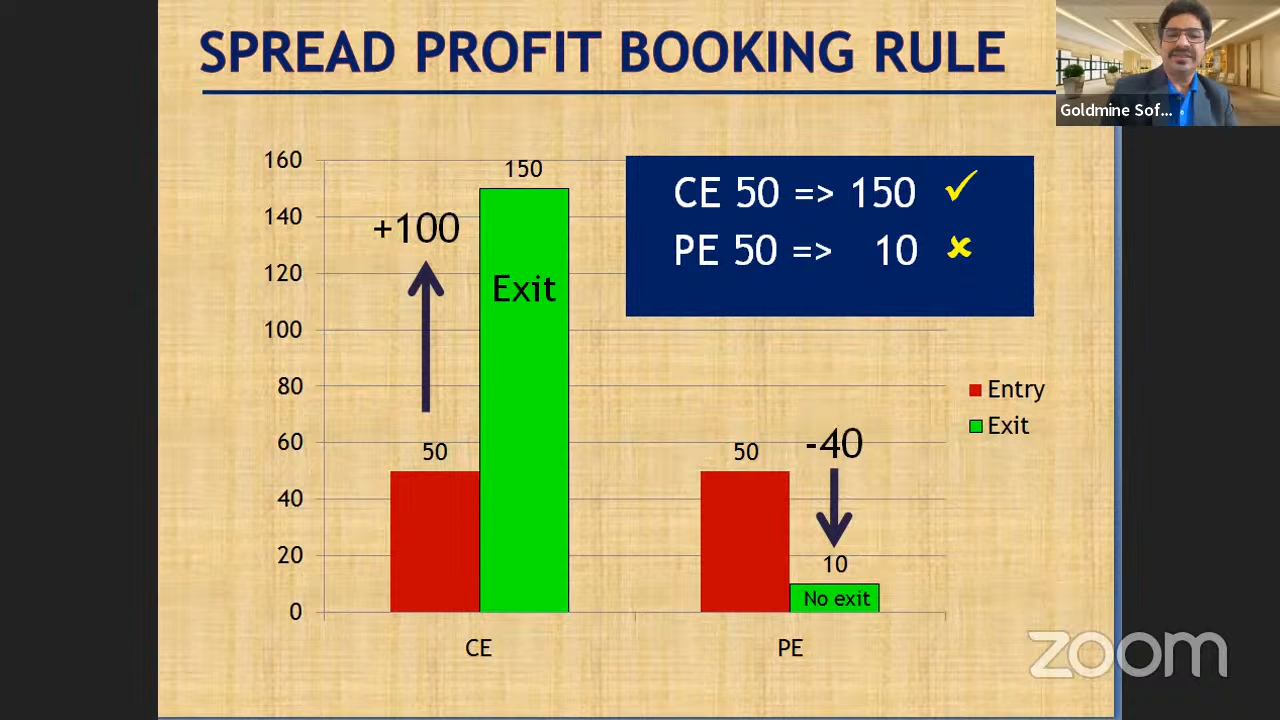 SPREAD PROFIT BOOKING RULE
Goldmine Sof...
160
140
120
100
80
60
40
20
0
+100
150
Exit
50
CE
50
-40
10
No exit
PE
CE 50 => 150 ✓
PE 50 => 10 ✘
Entry
Exit
zoom